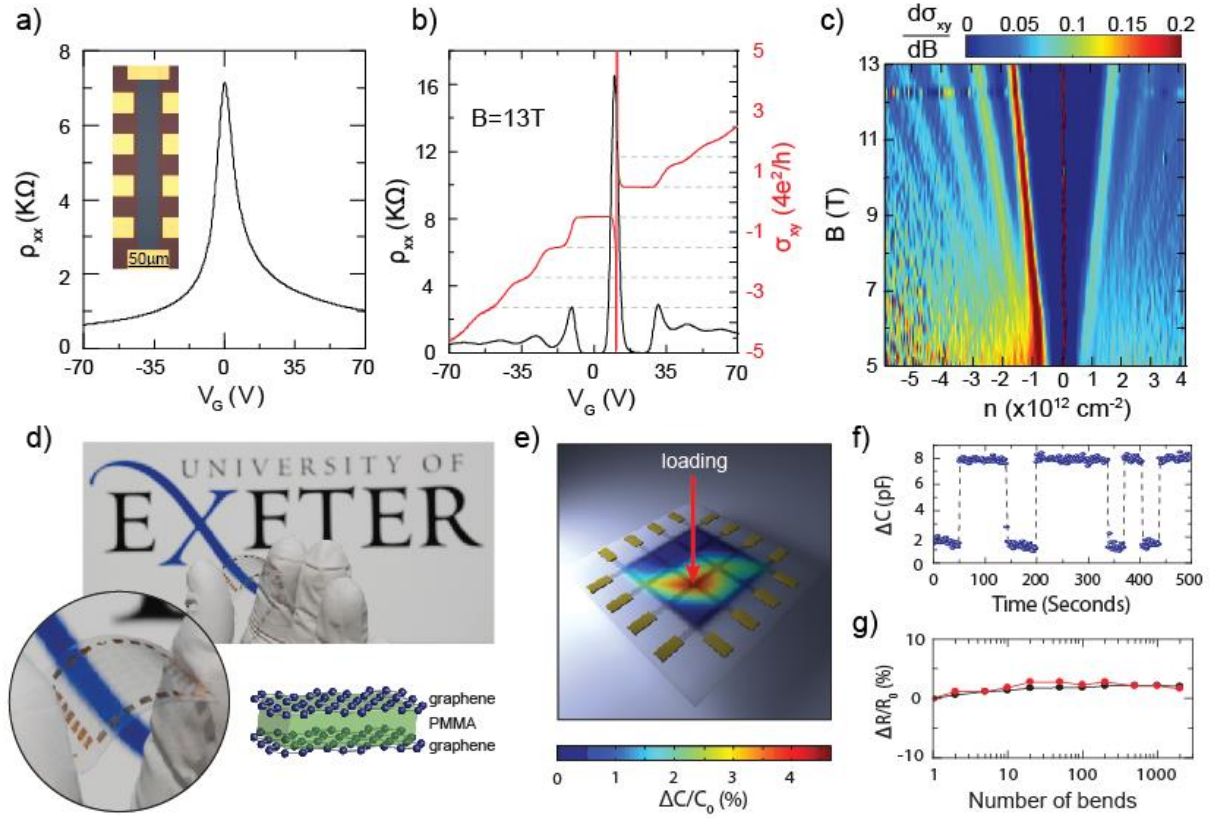 a)
ρxx (KΩ)
8
6
4
2
0
50µm
-70
-35
0
35
70
VG (V)
b)
B=13T
ρxx (KΩ)
16
12
8
4
0
5
3
1
-1
-3
-5
σxy (4e²/h)
-70
-35
0
35
70
VG (V)
c)
dσxy
dB
0 0.05 0.1 0.15 0.2
B (T)
13
11
9
7
5
-5 -4 -3 -2 -1 0 1 2 3 4
n (x10¹² cm⁻²)
d)
UNIVERSITY OF
EXETER
graphene
PMMA
graphene
e)
loading
0 1 2 3 4
ΔC/C₀ (%)
f)
ΔC (pF)
8
6
4
2
0
0 100 200 300 400 500
Time (Seconds)
g)
ΔR/R₀ (%)
10
0
-10
1 10 100 1000
Number of bends